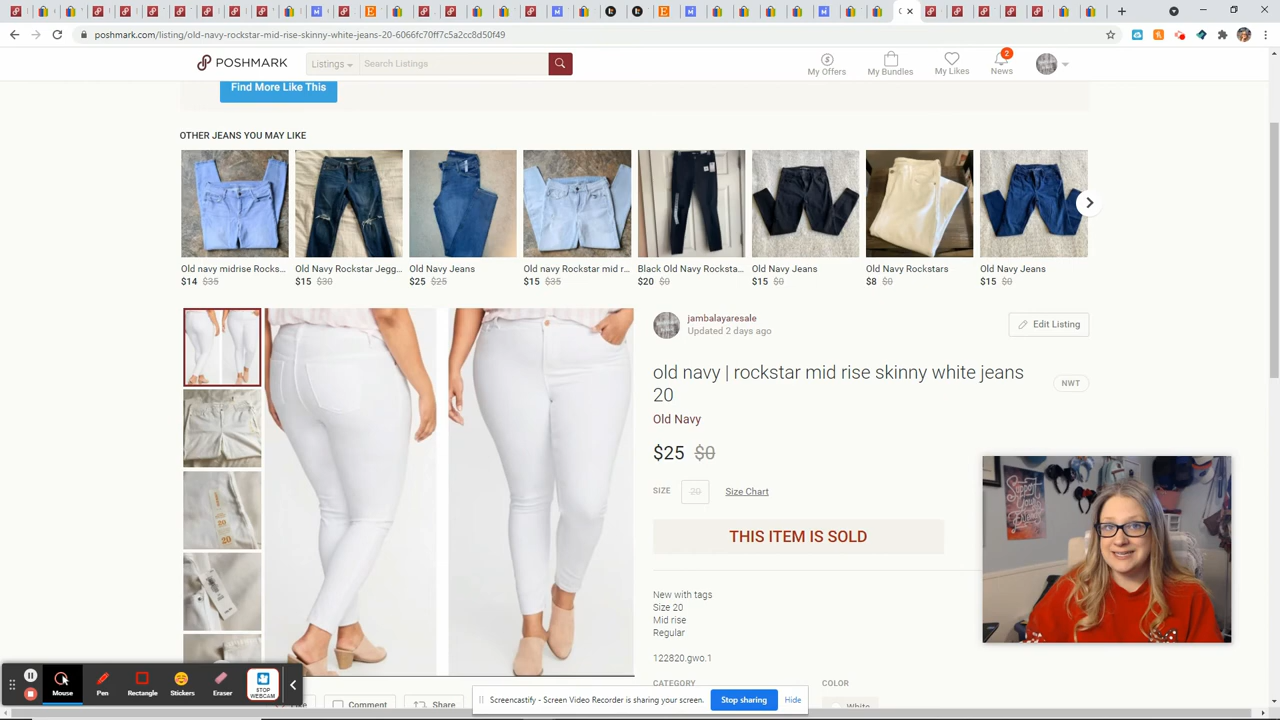 poshmark.com/listing/old-navy-rockstar-mid-rise-skinny-white-jeans-20-6066fc70ff7c5a2cc8d50f49
POSHMARK
Listings
Search Listings
My Offers
My Bundles
My Likes
2
News
Find More Like This
OTHER JEANS YOU MAY LIKE
Old navy midrise Rocks...
$14 $35
Old Navy Rockstar Jegg...
$15 $30
Old Navy Jeans
$25 $25
Old navy Rockstar mid r...
$15 $35
Black Old Navy Rocksta...
$20 $0
Old Navy Jeans
$15 $0
Old Navy Rockstars
$8 $0
Old Navy Jeans
$15 $0
jambalayaresale
Updated 2 days ago
Edit Listing
old navy | rockstar mid rise skinny white jeans
20
NWT
Old Navy
$25 $0
SIZE
20
Size Chart
THIS ITEM IS SOLD
New with tags
Size 20
Mid rise
Regular
122820.gwo.1
CATEGORY
COLOR
White
Like
Comment
Share
Mouse
Pen
Rectangle
Stickers
Eraser
STOP
WEBCAM
Screencastify - Screen Video Recorder is sharing your screen.
Stop sharing
Hide